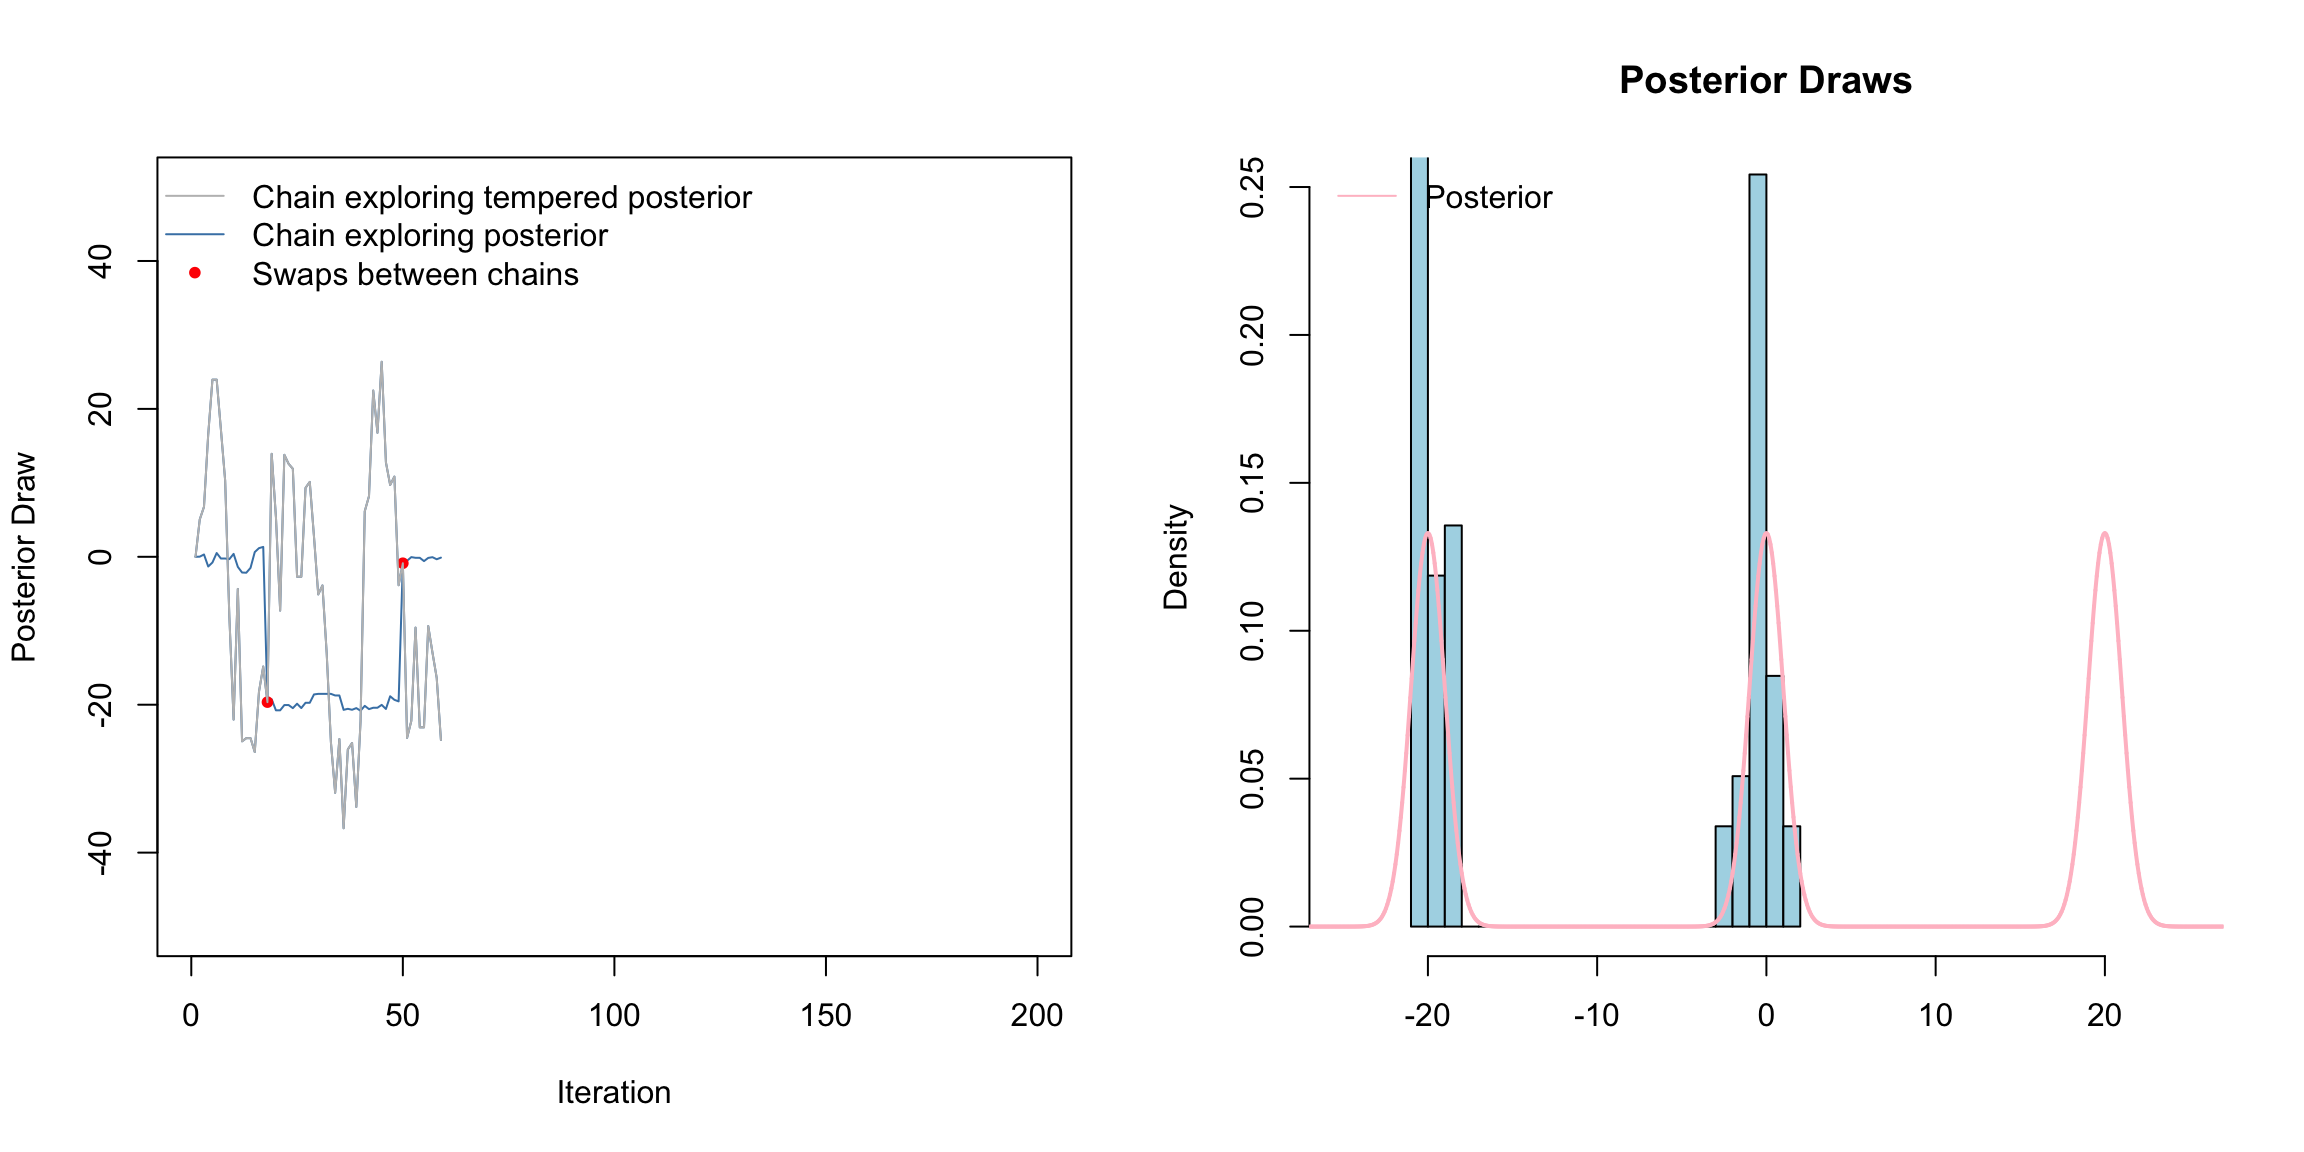 Chain exploring tempered posterior
Chain exploring posterior
Swaps between chains
Posterior Draw
40
20
0
-20
-40
0 50 100 150 200
Iteration
Posterior Draws
Posterior
Density
0.25
0.20
0.15
0.10
0.05
0.00
-20 -10 0 10 20